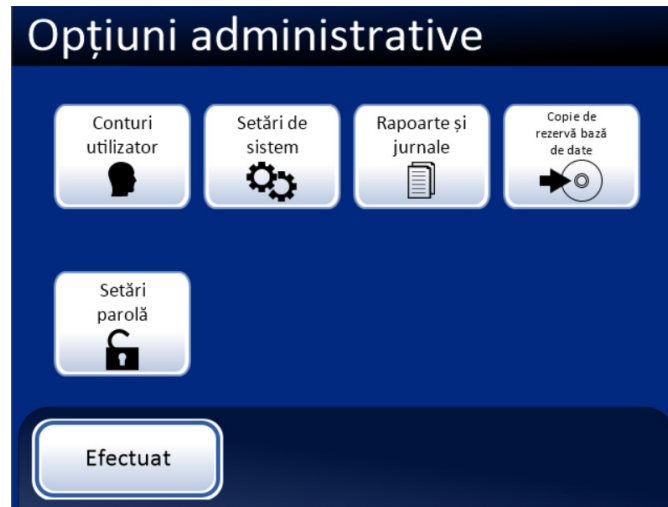 Opțiuni administrative
Conturi
utilizator
Setări de
sistem
Rapoarte și
jurnale
Copie de
rezervă bază
de date
Setări
parolă
Efectuat